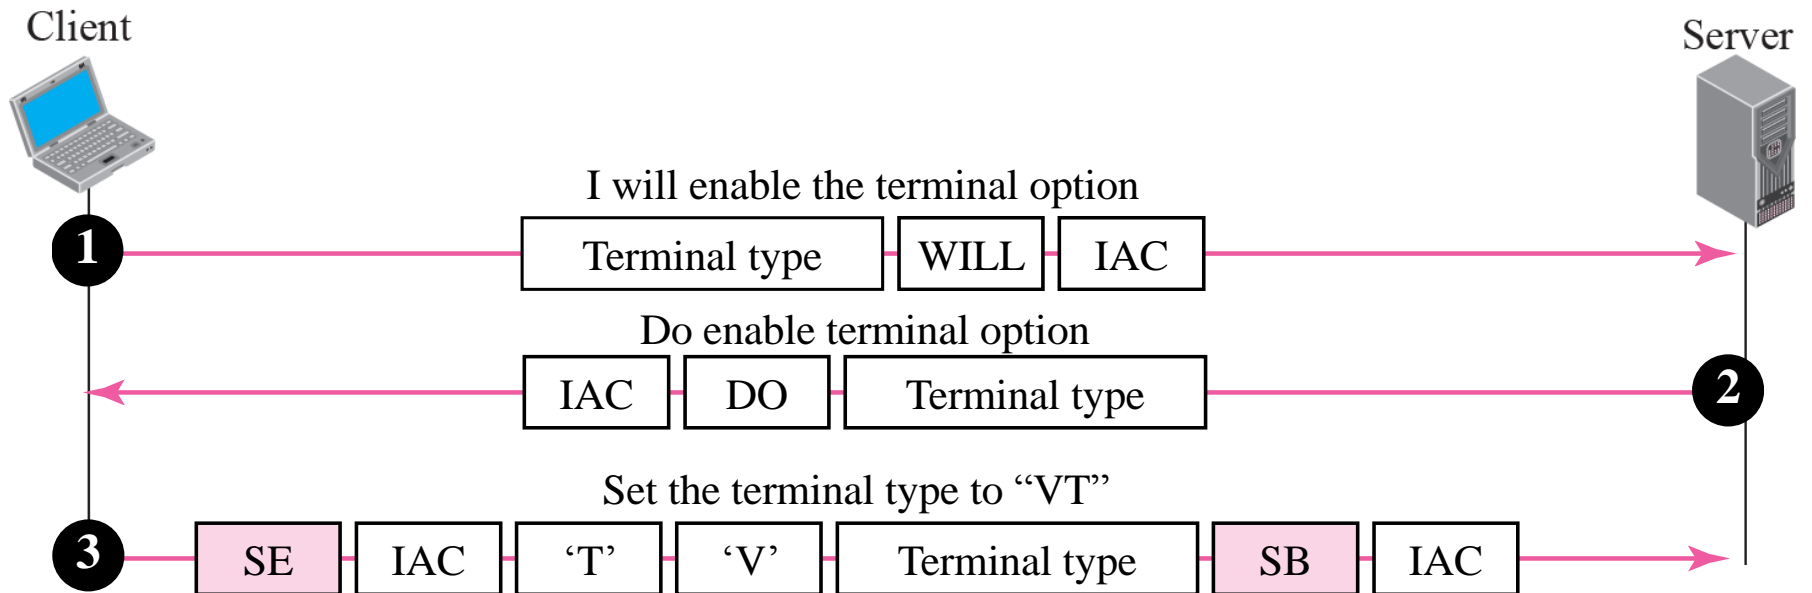 Client
Server
I will enable the terminal option
1 Terminal type WILL IAC
Do enable terminal option
IAC DO Terminal type 2
Set the terminal type to “VT”
3 SE IAC ‘T’ ‘V’ Terminal type SB IAC